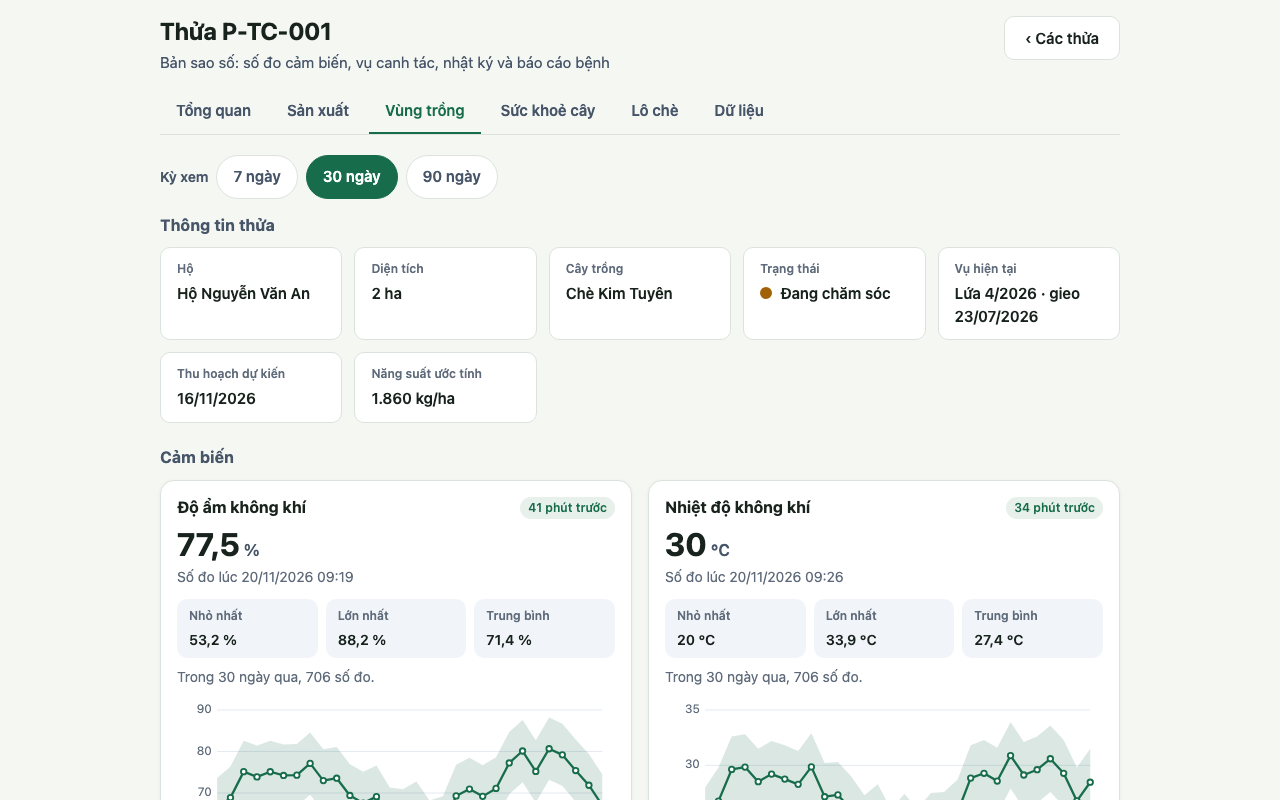 Thửa P-TC-001
‹ Các thửa
Bản sao số: số đo cảm biến, vụ canh tác, nhật ký và báo cáo bệnh
Tổng quan
Sản xuất
Vùng trồng
Sức khoẻ cây
Lô chè
Dữ liệu
Kỳ xem
7 ngày
30 ngày
90 ngày
Thông tin thửa
Hộ
Hộ Nguyễn Văn An
Diện tích
2 ha
Cây trồng
Chè Kim Tuyên
Trạng thái
Đang chăm sóc
Vụ hiện tại
Lứa 4/2026 · gieo
23/07/2026
Thu hoạch dự kiến
16/11/2026
Năng suất ước tính
1.860 kg/ha
Cảm biến
Độ ẩm không khí
41 phút trước
77,5 %
Số đo lúc 20/11/2026 09:19
Nhỏ nhất
53,2 %
Lớn nhất
88,2 %
Trung bình
71,4 %
Trong 30 ngày qua, 706 số đo.
90
80
70
Nhiệt độ không khí
34 phút trước
30 °C
Số đo lúc 20/11/2026 09:26
Nhỏ nhất
20 °C
Lớn nhất
33,9 °C
Trung bình
27,4 °C
Trong 30 ngày qua, 706 số đo.
35
30